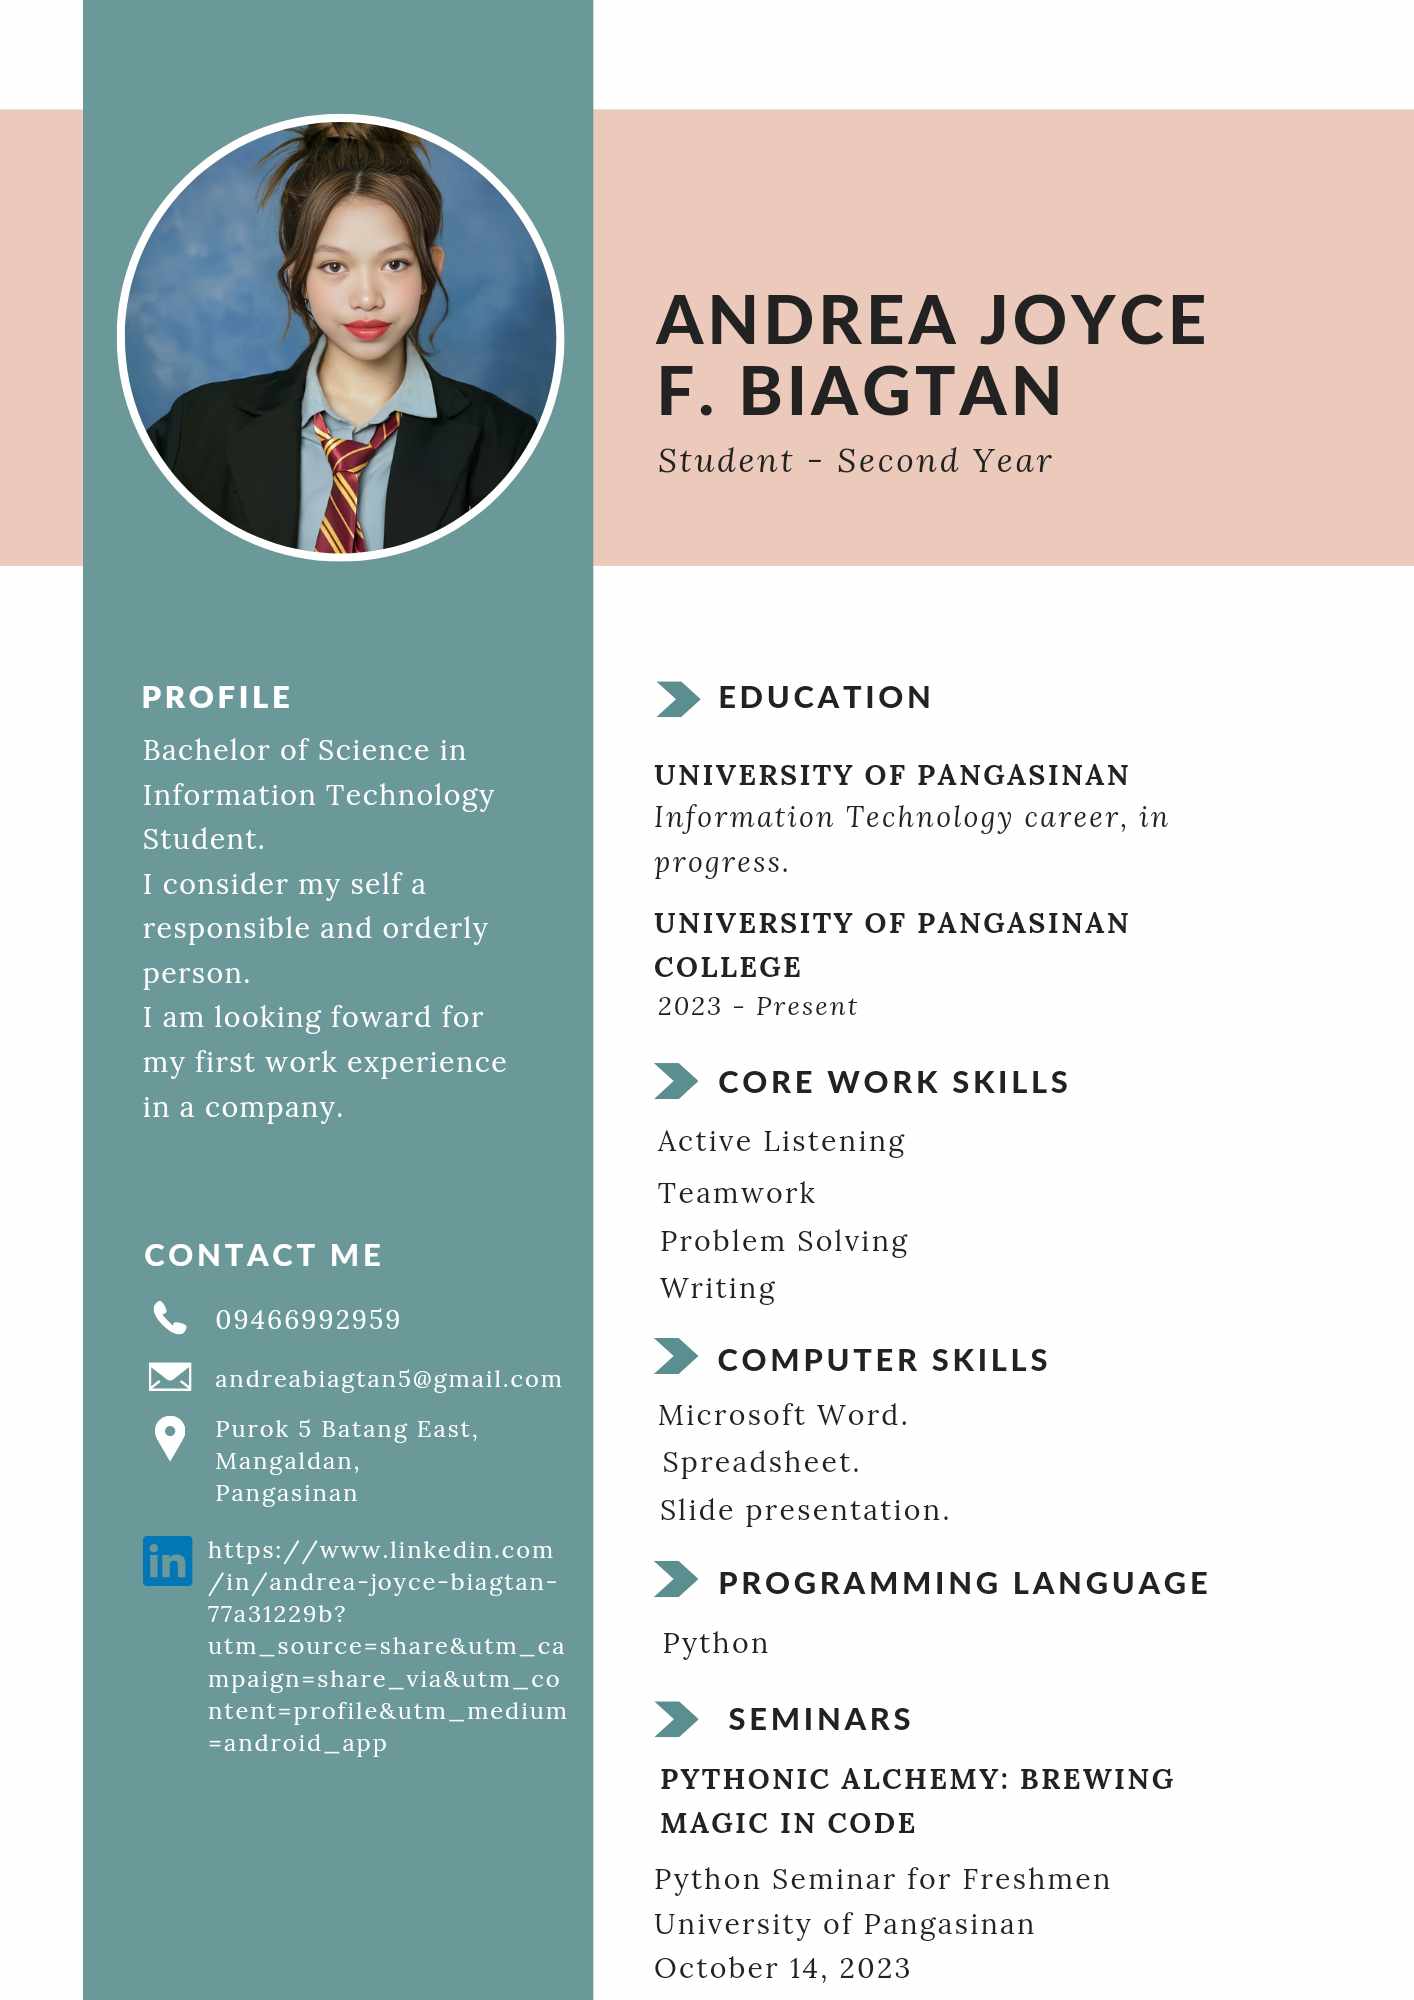 ANDREA JOYCE
F. BIAGTAN
Student - Second Year
PROFILE
Bachelor of Science in
Information Technology
Student.
I consider my self a
responsible and orderly
person.
I am looking foward for
my first work experience
in a company.
CONTACT ME
09466992959
andreabiagtan5@gmail.com
Purok 5 Batang East,
Mangaldan,
Pangasinan
https://www.linkedin.com
/in/andrea-joyce-biagtan-
77a31229b?
utm_source=share&utm_ca
mpaign=share_via&utm_co
ntent=profile&utm_medium
=android_app
EDUCATION
UNIVERSITY OF PANGASINAN
Information Technology career, in
progress.
UNIVERSITY OF PANGASINAN
COLLEGE
2023 - Present
CORE WORK SKILLS
Active Listening
Teamwork
Problem Solving
Writing
COMPUTER SKILLS
Microsoft Word.
Spreadsheet.
Slide presentation.
PROGRAMMING LANGUAGE
Python
SEMINARS
PYTHONIC ALCHEMY: BREWING
MAGIC IN CODE
Python Seminar for Freshmen
University of Pangasinan
October 14, 2023